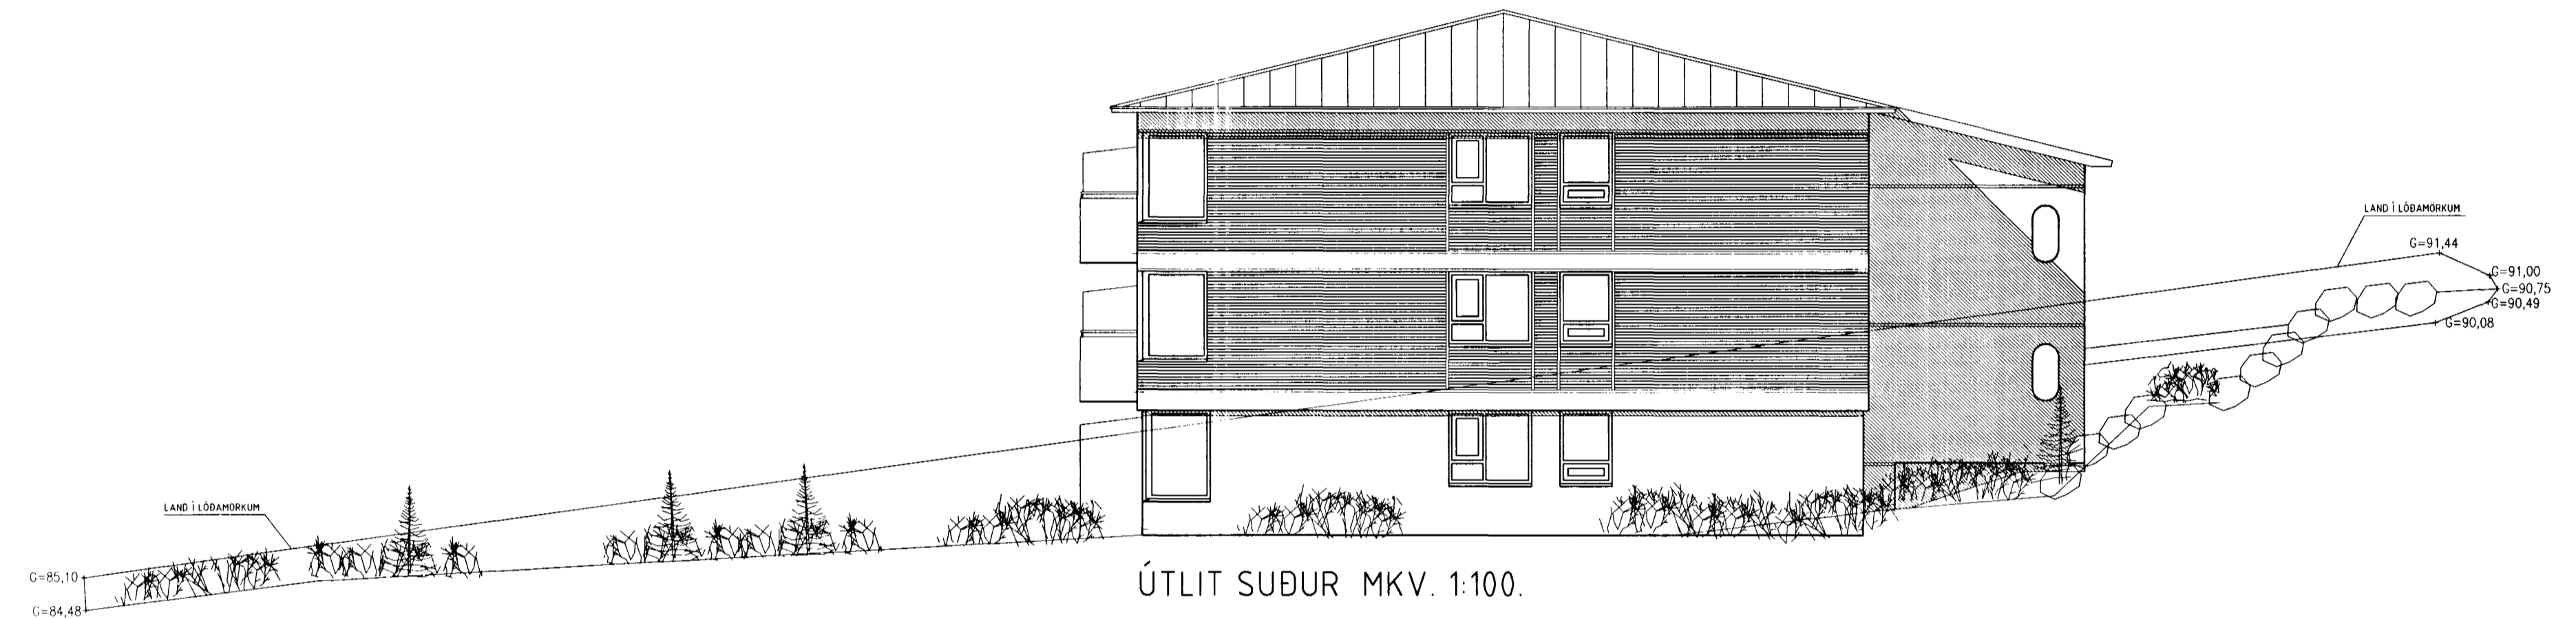 LAND Í LÓÐAMÖRKUM
G=91,44
G=91,00
G=90,75
G=90,49
G=90,08
LAND Í LÓÐAMÖRKUM
G=85,10
G=84,48
ÚTLIT SUÐUR MKV. 1:100.